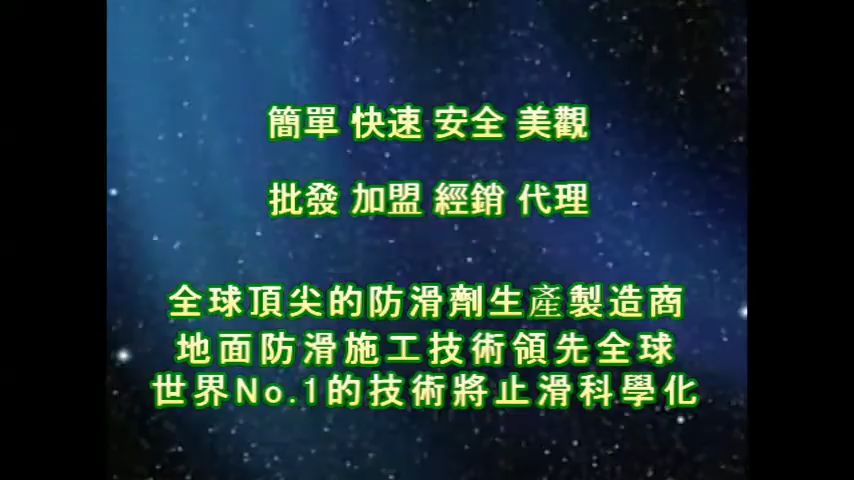 簡單 快速 安全 美觀
批發 加盟 經銷 代理
全球頂尖的防滑劑生產製造商
地面防滑施工技術領先全球
世界No.1的技術將止滑科學化